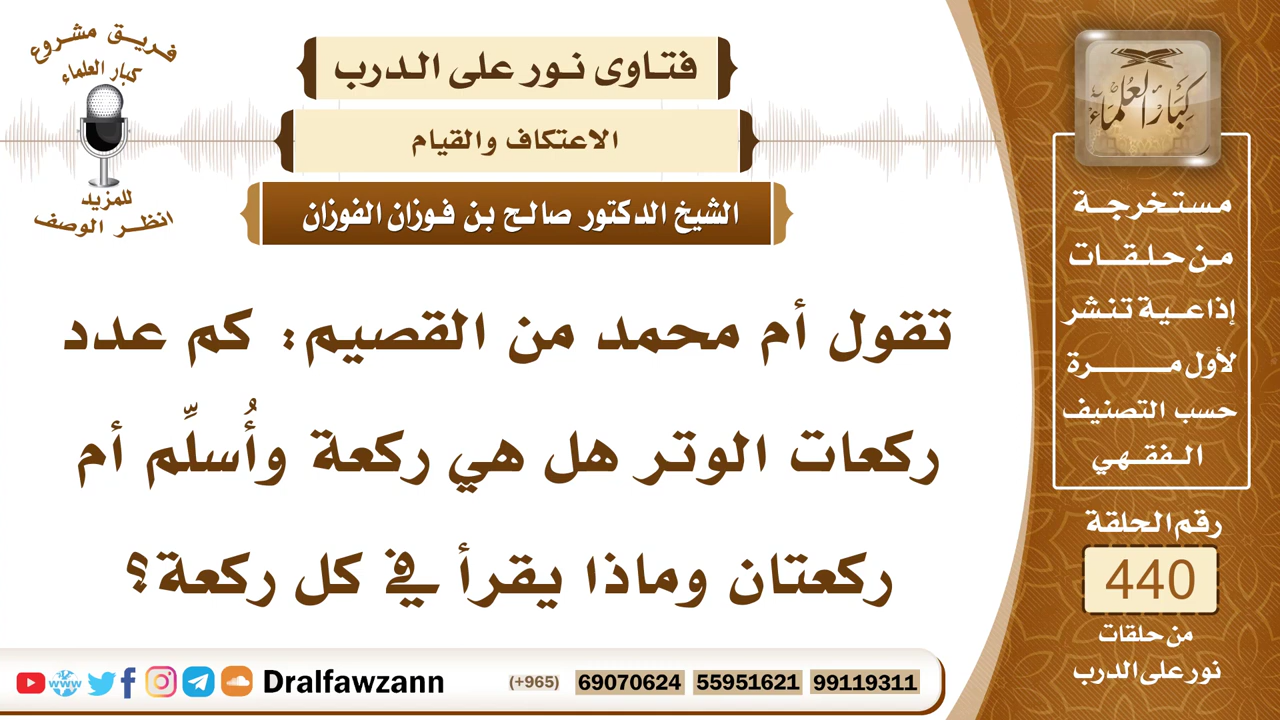 فريق مشروع
كبار العلماء
للمزيد
انظر الوصف
فتاوى نور على الدرب
الاعتكاف والقيام
الشيخ الدكتور صالح بن فوزان الفوزان
تقول أم محمد من القصيم: كم عدد
ركعات الوتر هل هي ركعة وأُسلِّم أم
ركعتان وماذا يقرأ في كل ركعة؟
كبار العلماء
مستخرجة
من حلقات
إذاعية تنشر
لأول مرة
حسب التصنيف
الفقهي
رقم الحلقة
440
من حلقات
نور على الدرب
www Dralfawzann (+965) 69070624 55951621 99119311